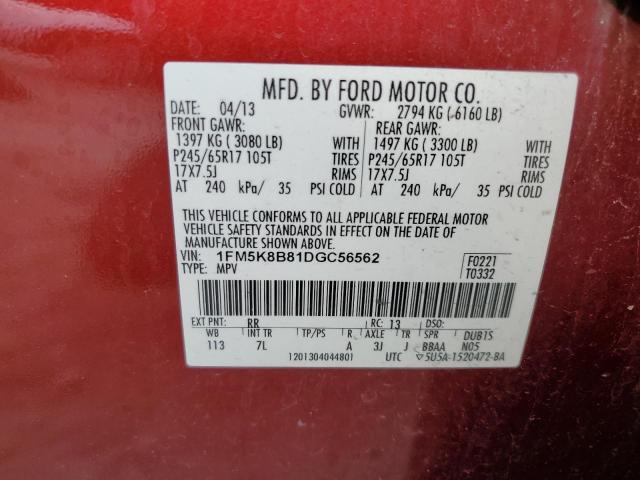 MFD. BY FORD MOTOR CO.
DATE: 04/13 GVWR: 2794 KG ( 6160 LB)
FRONT GAWR: REAR GAWR:
1397 KG ( 3080 LB) WITH 1497 KG ( 3300 LB) WITH
P245/65R17 105T TIRES P245/65R17 105T TIRES
17X7.5J RIMS 17X7.5J RIMS
AT 240 kPa/ 35 PSI COLD AT 240 kPa/ 35 PSI COLD
THIS VEHICLE CONFORMS TO ALL APPLICABLE FEDERAL MOTOR
VEHICLE SAFETY STANDARDS IN EFFECT ON THE DATE OF
MANUFACTURE SHOWN ABOVE.
VIN: 1FM5K8B81DGC56562 F0221
TYPE: MPV T0332
EXT PNT: RR RC: 13 DSO:
WB INT TR TP/PS R AXLE TR SPR DUB1S
113 7L A 3J J BBAA N05
1201304044801 UTC ▽5USA-1520472-BA